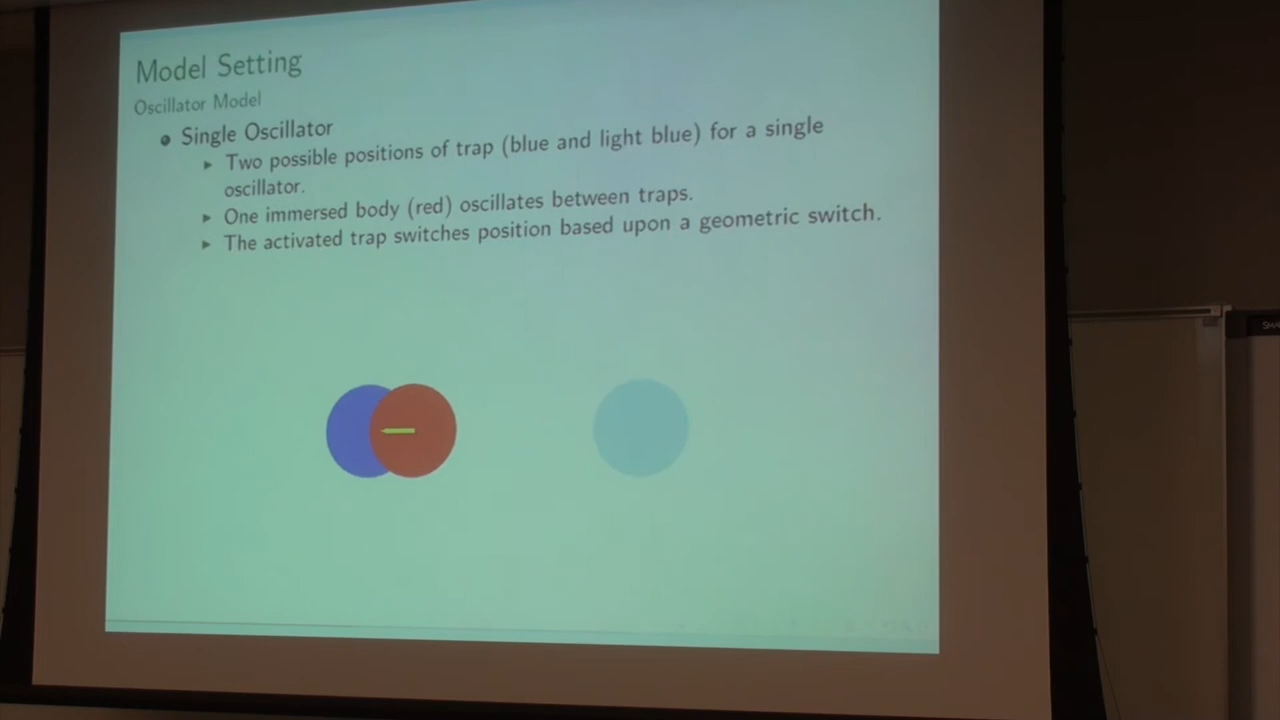 Model Setting
Oscillator Model
• Single Oscillator
▶ Two possible positions of trap (blue and light blue) for a single
oscillator.
▶ One immersed body (red) oscillates between traps.
▶ The activated trap switches position based upon a geometric switch.